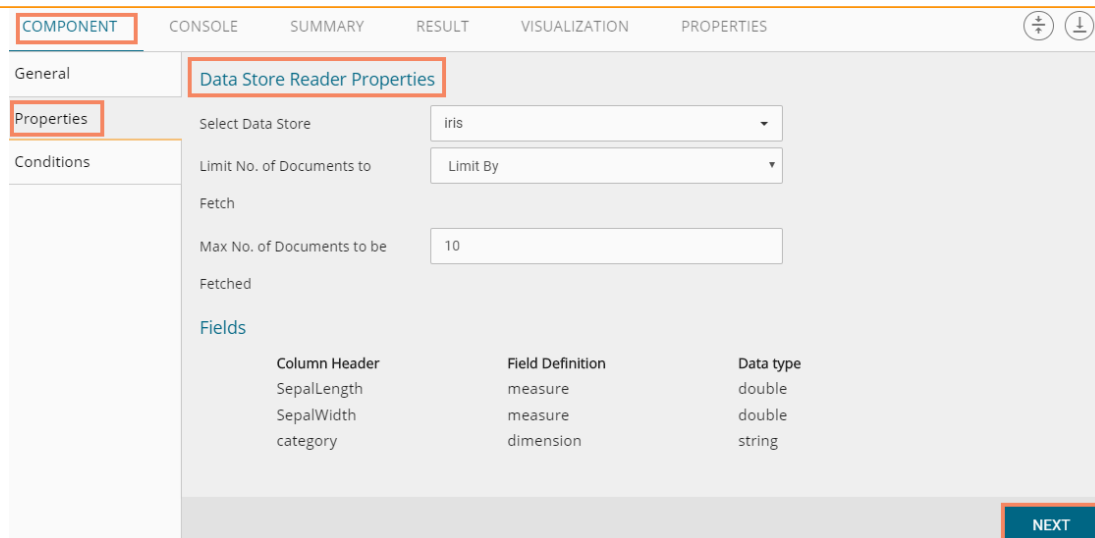 COMPONENT CONSOLE SUMMARY RESULT VISUALIZATION PROPERTIES
General
Properties
Conditions
Data Store Reader Properties
Select Data Store iris
Limit No. of Documents to Limit By
Fetch
Max No. of Documents to be 10
Fetched
Fields
Column Header Field Definition Data type
SepalLength measure double
SepalWidth measure double
category dimension string
NEXT